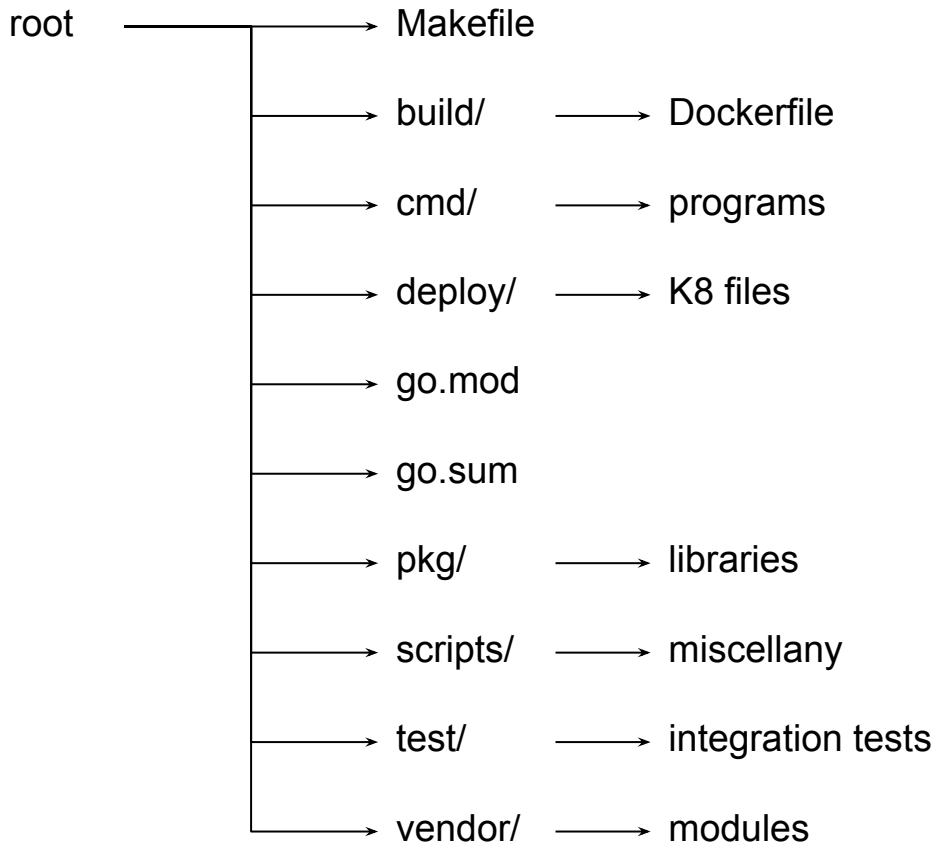 root Makefile
build/ Dockerfile
cmd/ programs
deploy/ K8 files
go.mod
go.sum
pkg/ libraries
scripts/ miscellany
test/ integration tests
vendor/ modules